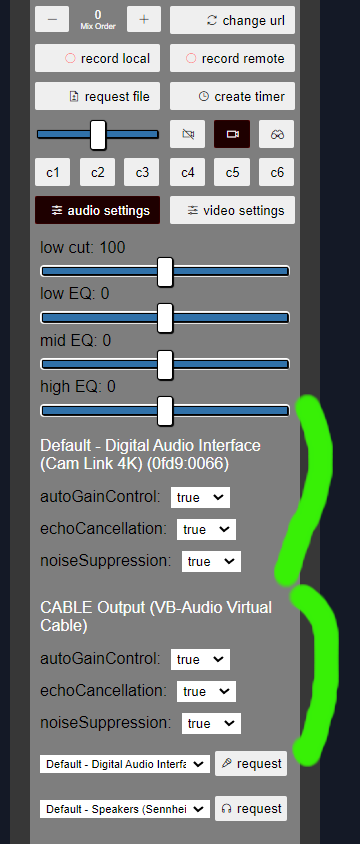 0
Mix Order
change url
record local
record remote
request file
create timer
c1 c2 c3 c4 c5 c6
audio settings
video settings
low cut: 100
low EQ: 0
mid EQ: 0
high EQ: 0
Default - Digital Audio Interface
(Cam Link 4K) (0fd9:0066)
autoGainControl: true
echoCancellation: true
noiseSuppression: true
CABLE Output (VB-Audio Virtual
Cable)
autoGainControl: true
echoCancellation: true
noiseSuppression: true
Default - Digital Audio Interfa request
Default - Speakers (Sennhei request